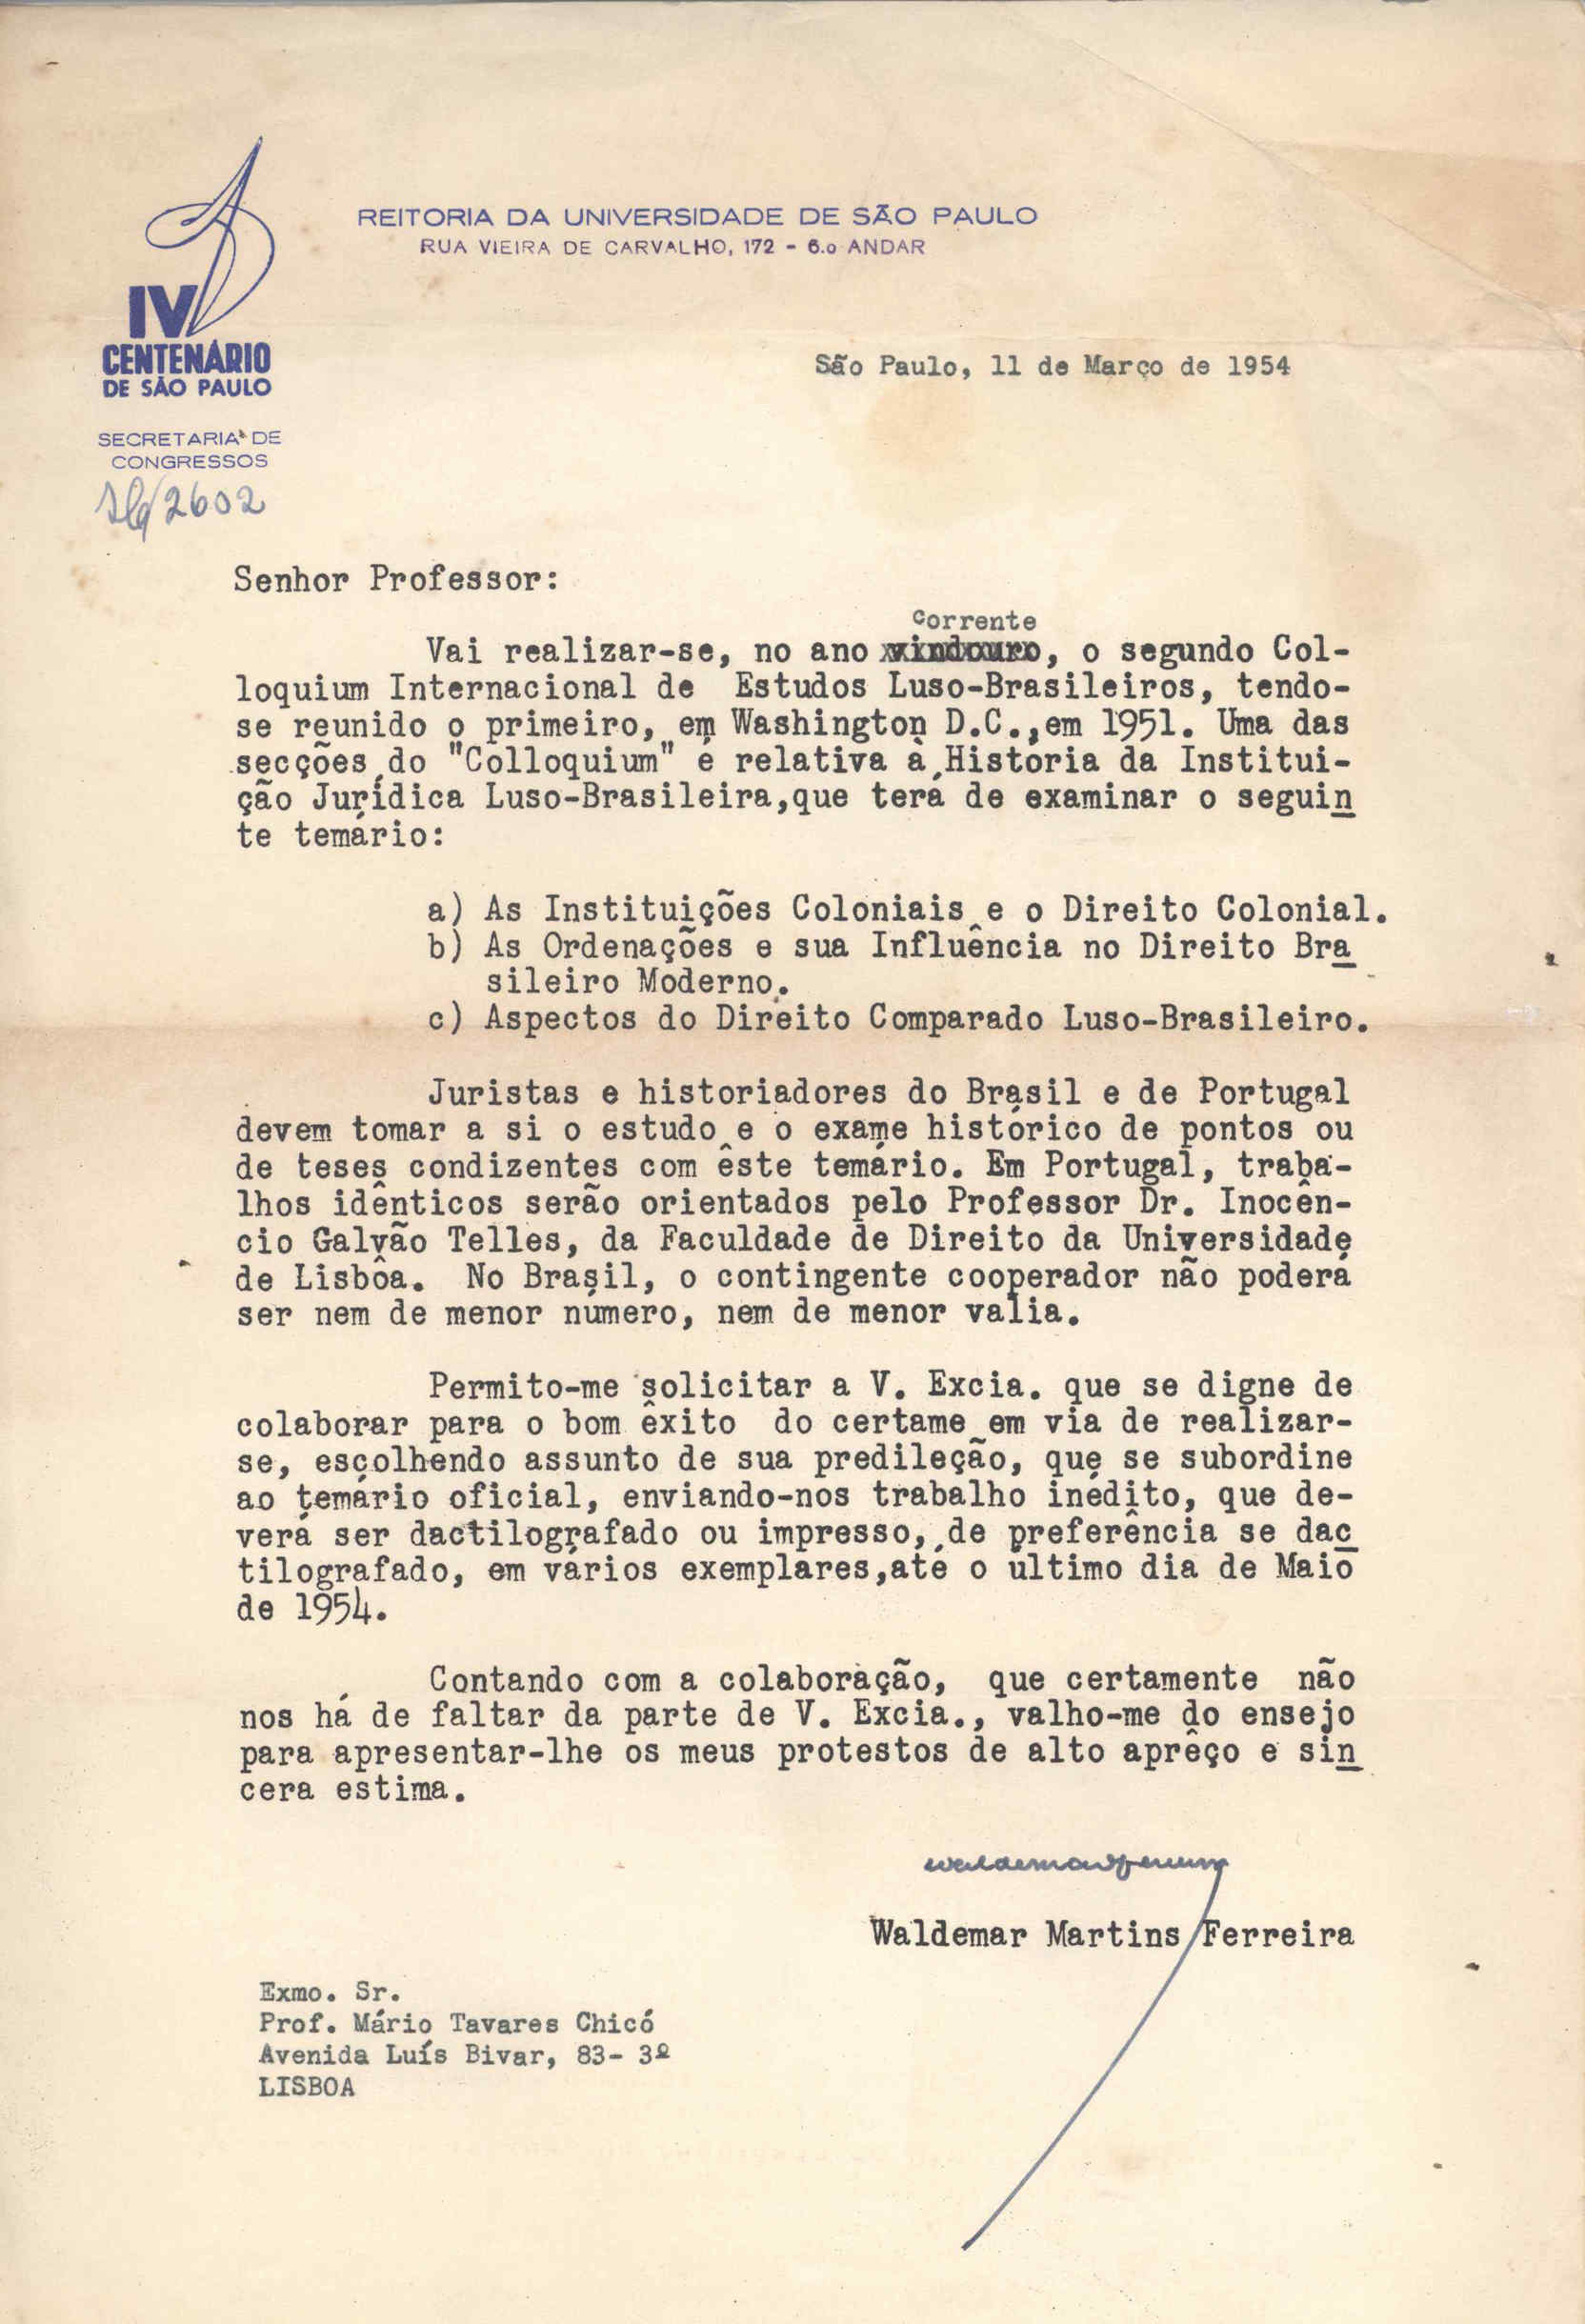 REITORIA DA UNIVERSIDADE DE SÃO PAULO
RUA VIEIRA DE CARVALHO, 172 - 6.o ANDAR
IV
CENTENÁRIO
DE SÃO PAULO
SECRETARIA DE
CONGRESSOS
2602
São Paulo, 11 de Março de 1954
Senhor Professor:
corrente
Vai realizar-se, no ano vindouro, o segundo Col-
loquium Internacional de Estudos Luso-Brasileiros, tendo-
se reunido o primeiro, em Washington D.C.,em 1951. Uma das
secções do "Colloquium" é relativa à História da Institui-
ção Jurídica Luso-Brasileira,que terá de examinar o seguin
te temário:
a) As Instituições Coloniais e o Direito Colonial.
b) As Ordenações e sua Influência no Direito Bra
sileiro Moderno.
c) Aspectos do Direito Comparado Luso-Brasileiro.
Juristas e historiadores do Brasil e de Portugal
devem tomar a si o estudo e o exame histórico de pontos ou
de teses condizentes com êste temário. Em Portugal, traba-
lhos idênticos serão orientados pelo Professor Dr. Inocên-
cio Galvão Telles, da Faculdade de Direito da Universidade
de Lisbôa. No Brasil, o contingente cooperador não poderá
ser nem de menor número, nem de menor valia.
Permito-me solicitar a V. Excia. que se digne de
colaborar para o bom êxito do certame em via de realizar-
se, escolhendo assunto de sua predileção, que se subordine
ao temário oficial, enviando-nos trabalho inédito, que de-
verá ser dactilografado ou impresso, de preferência se dac
tilografado, em vários exemplares,até o último dia de Maio
de 1954.
Contando com a colaboração, que certamente não
nos há de faltar da parte de V. Excia., valho-me do ensejo
para apresentar-lhe os meus protestos de alto aprêço e sin
cera estima.
Waldemar Martins Ferreira
Exmo. Sr.
Prof. Mário Tavares Chicó
Avenida Luís Bivar, 83- 3º
LISBOA